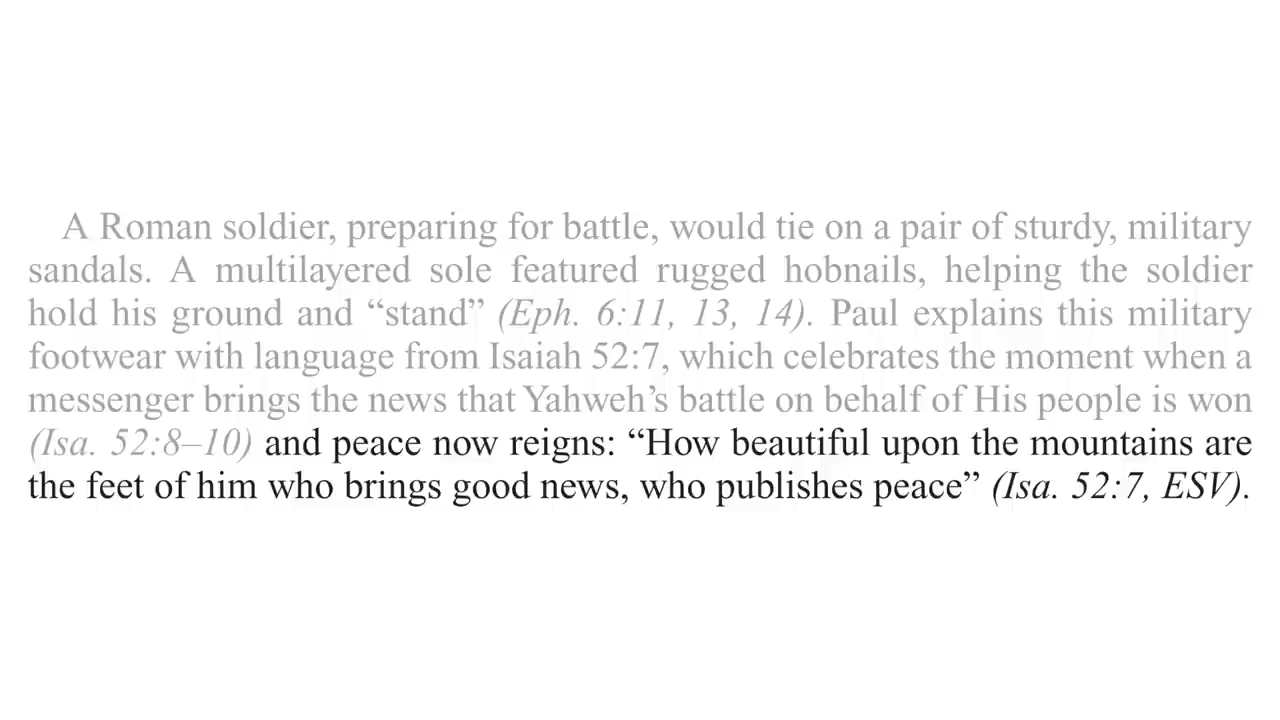 A Roman soldier, preparing for battle, would tie on a pair of sturdy, military
sandals. A multilayered sole featured rugged hobnails, helping the soldier
hold his ground and “stand” (Eph. 6:11, 13, 14). Paul explains this military
footwear with language from Isaiah 52:7, which celebrates the moment when a
messenger brings the news that Yahweh’s battle on behalf of His people is won
(Isa. 52:8–10) and peace now reigns: “How beautiful upon the mountains are
the feet of him who brings good news, who publishes peace” (Isa. 52:7, ESV).